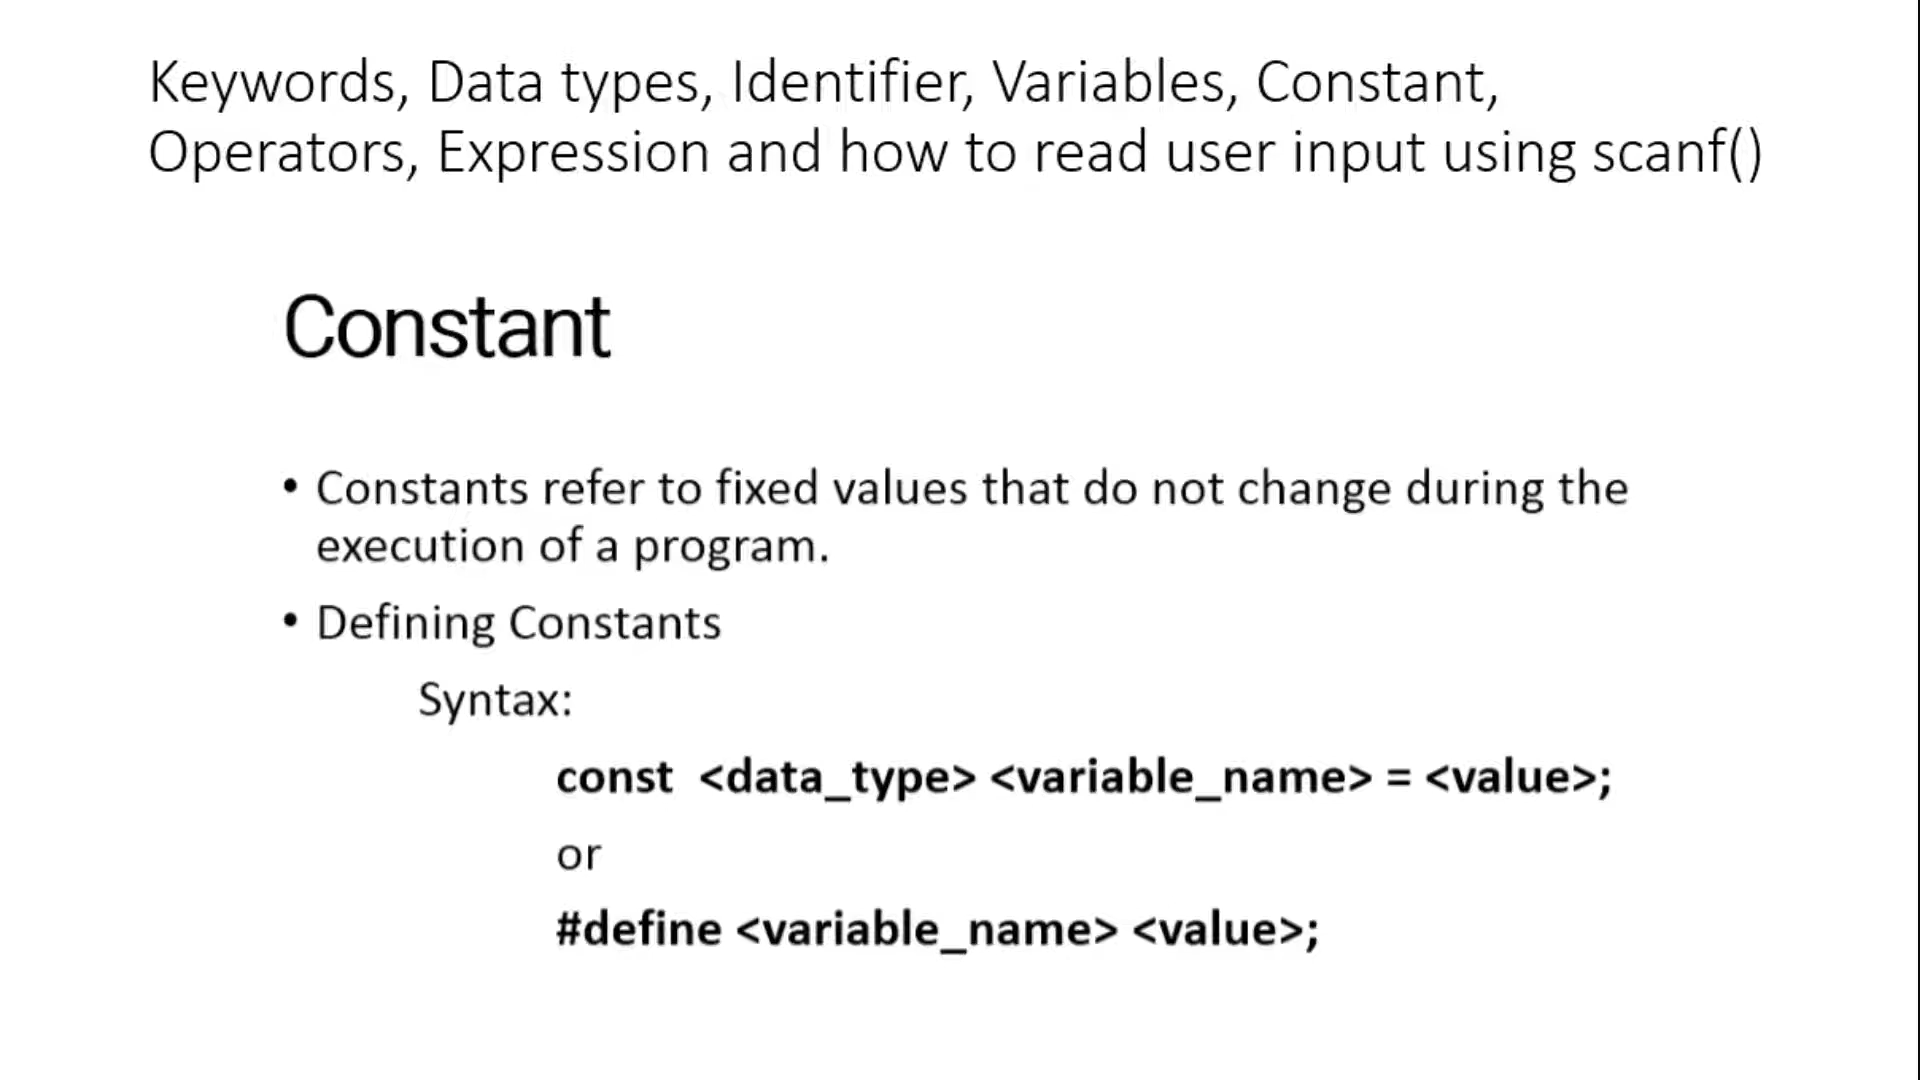 Keywords, Data types, Identifier, Variables, Constant,
Operators, Expression and how to read user input using scanf()
Constant
• Constants refer to fixed values that do not change during the
execution of a program.
• Defining Constants
Syntax:
const <data_type> <variable_name> = <value>;
or
#define <variable_name> <value>;